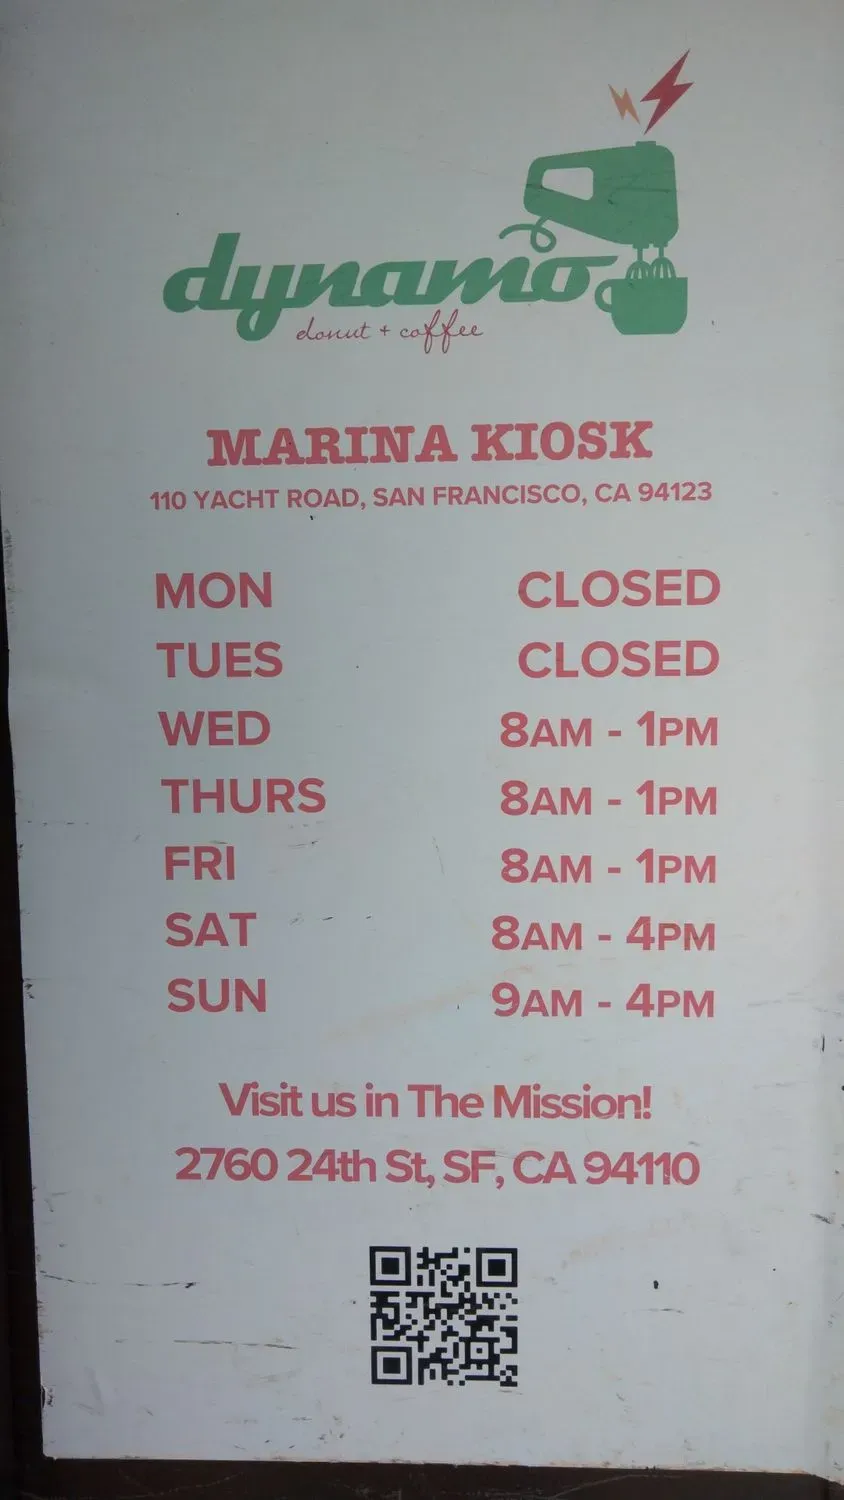 dynamo
donut + coffee
MARINA KIOSK
110 YACHT ROAD, SAN FRANCISCO, CA 94123
MON CLOSED
TUES CLOSED
WED 8AM - 1PM
THURS 8AM - 1PM
FRI 8AM - 1PM
SAT 8AM - 4PM
SUN 9AM - 4PM
Visit us in The Mission!
2760 24th St, SF, CA 94110